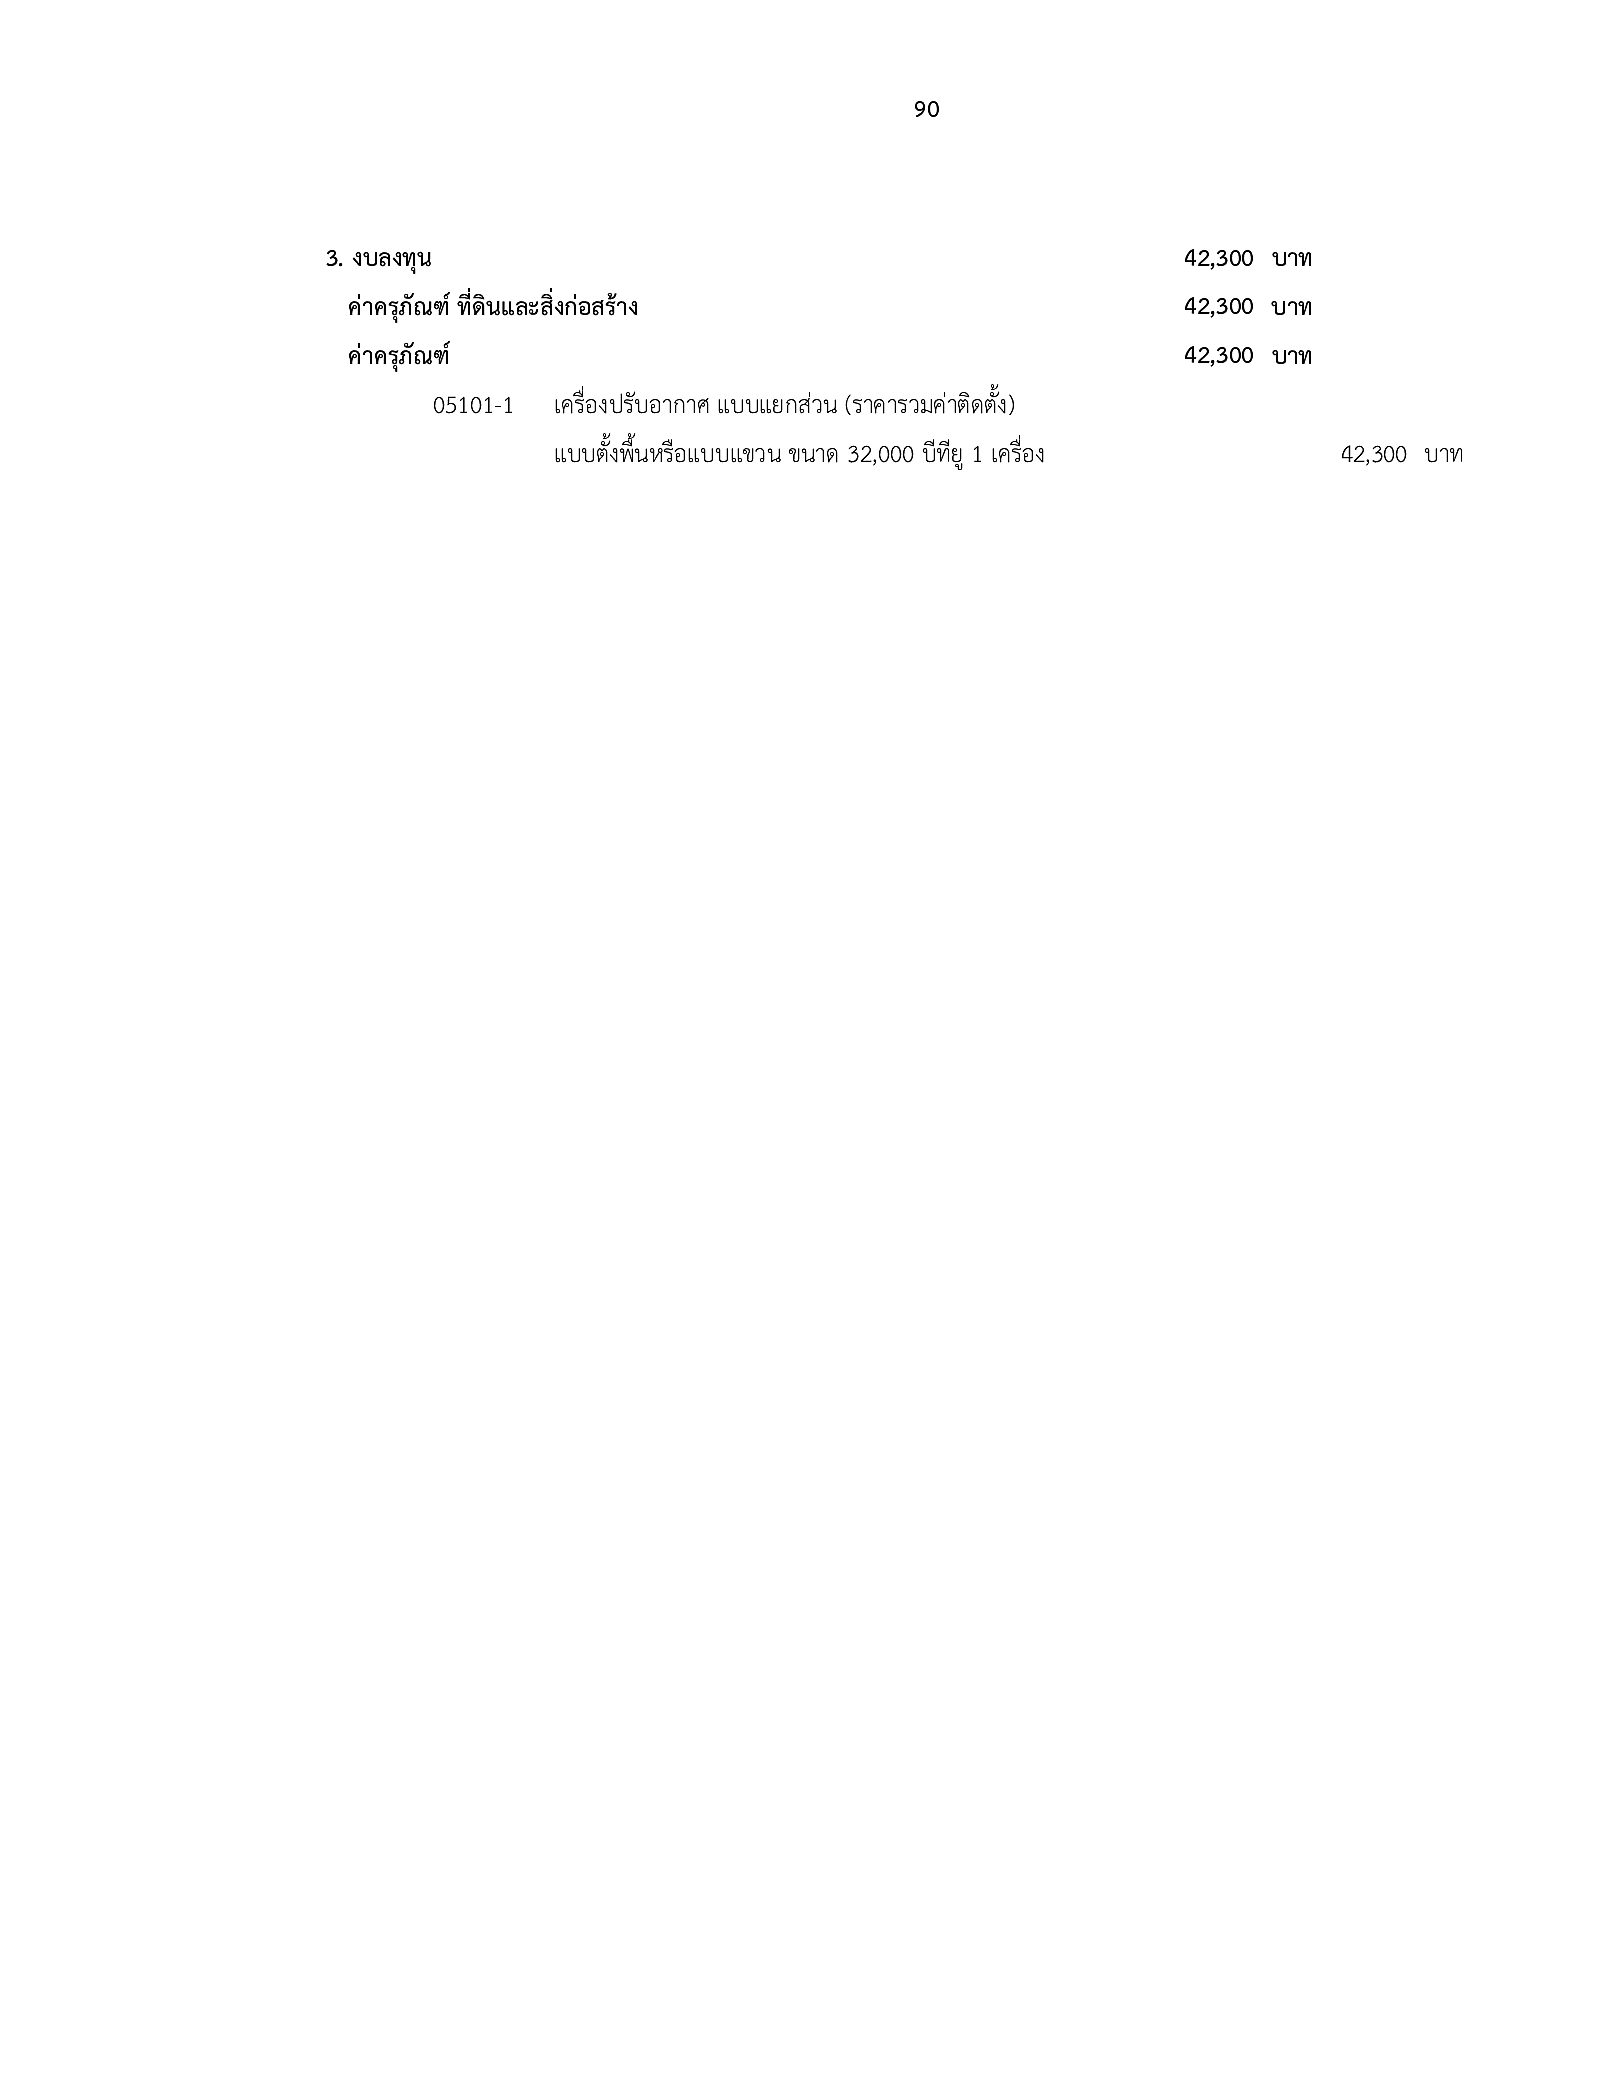 90
3. งบลงทุน 42,300 บาท
ค่าครุภัณฑ์ ที่ดินและสิ่งก่อสร้าง 42,300 บาท
ค่าครุภัณฑ์ 42,300 บาท
05101-1 เครื่องปรับอากาศ แบบแยกส่วน (ราคารวมค่าติดตั้ง)
แบบตั้งพื้นหรือแบบแขวน ขนาด 32,000 บีทียู 1 เครื่อง 42,300 บาท